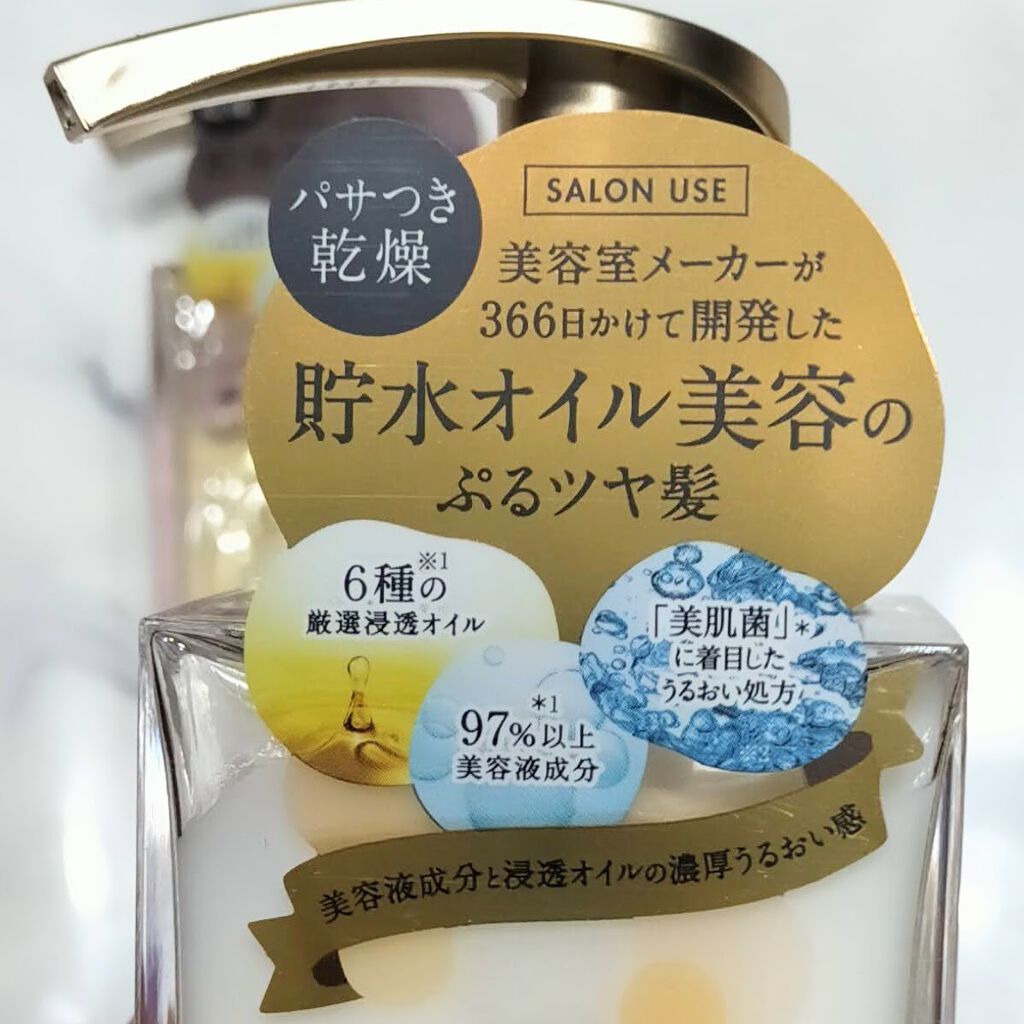 パサつき
乾燥
SALON USE
美容室メーカーが
366日かけて開発した
貯水オイル美容の
ぷるツヤ髪
6種の※1
厳選浸透オイル
97%以上*1
美容液成分
「美肌菌」*
に着目した
うるおい処方
美容液成分と浸透オイルの濃厚うるおい感